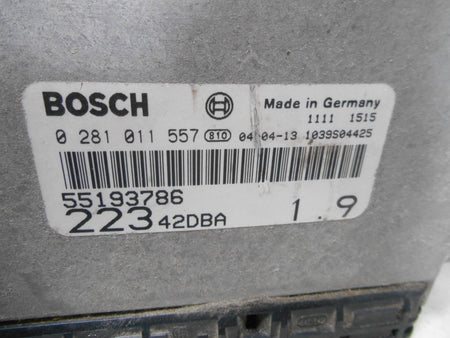 BOSCH
Made in Germany
1111 1515
0 281 011 557 810 04-04-13 1039S04425
55193786
223 42DBA 1.9